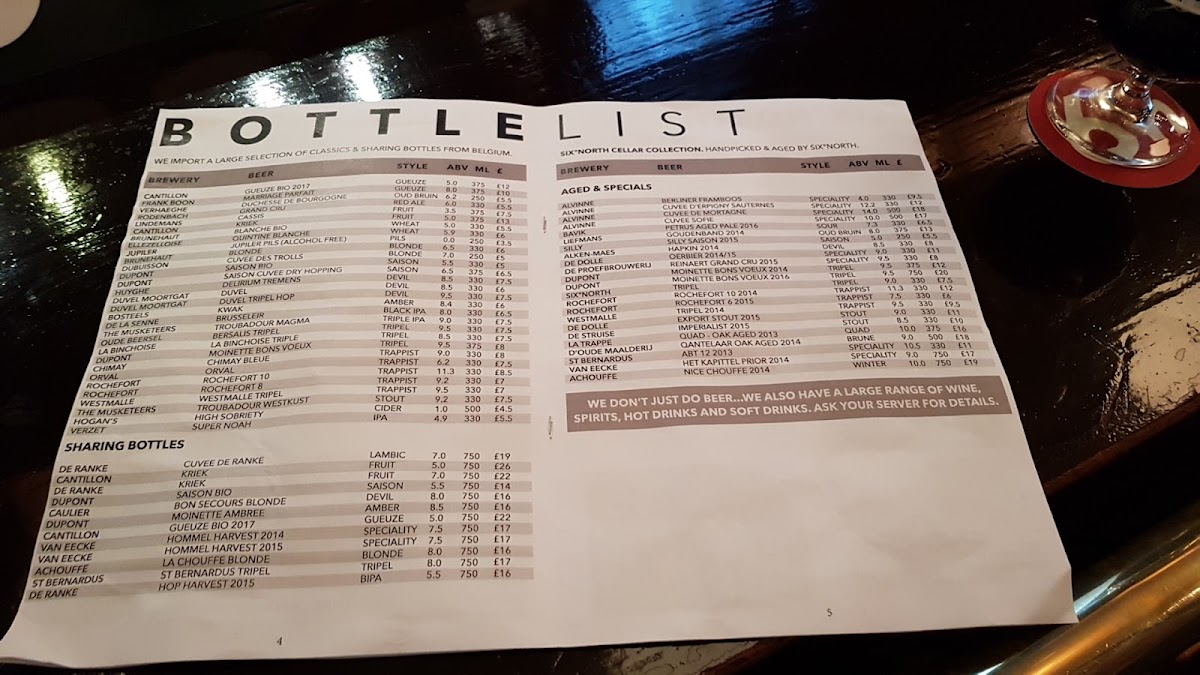 BOTTLELIST
WE IMPORT A LARGE SELECTION OF CLASSICS & SHARING BOTTLES FROM BELGIUM.
BREWERY BEER STYLE ABV ML £
CANTILLON GUEUZE BIO 2017 GUEUZE 5.0 375 £12
FRANK BOON MARRIAGE PARFAIT GUEUZE 8.0 375 £10
VERHAEGHE DUCHESSE DE BOURGOGNE OUD BRUIN 6.2 250 £5.5
RODENBACH GRAND CRU RED ALE 6.0 330 £5.5
LINDEMANS CASSIS FRUIT 3.5 375 £7.5
CANTILLON KRIEK FRUIT 5.0 375 £13
BRUNEHAUT BLANCHE BIO WHEAT 5.0 330 £5.5
ELLEZELLOISE QUINTINE BLANCHE WHEAT 5.9 330 £6
JUPILER JUPILER PILS (ALCOHOL FREE) PILS 0.0 250 £3.5
BRUNEHAUT BLONDE BLONDE 6.5 330 £6
DUBUISSON CUVEE DES TROLLS BLONDE 7.0 250 £5
DUPONT SAISON BIO SAISON 5.5 330 £5.5
DUPONT SAISON CUVEE DRY HOPPING SAISON 6.5 375 £6.5
HUYGHE DELIRIUM TREMENS DEVIL 8.5 330 £7.5
DUVEL MOORTGAT DUVEL DEVIL 8.5 330 £6
DUVEL MOORTGAT DUVEL TRIPEL HOP DEVIL 9.5 330 £7.5
BOSTEELS KWAK AMBER 8.4 330 £6
DE LA SENNE BRUSSELEIR BLACK IPA 8.0 330 £6.5
THE MUSKETEERS TROUBADOUR MAGMA TRIPLE IPA 9.0 330 £7.5
OUDE BEERSEL BERSALIS TRIPEL TRIPEL 9.5 330 £7.5
LA BINCHOISE LA BINCHOISE TRIPLE TRIPEL 8.5 330 £7.5
DUPONT MOINETTE BONS VOEUX TRIPEL 9.5 375 £8
CHIMAY CHIMAY BLEUE TRAPPIST 9.0 330 £8
ORVAL ORVAL TRAPPIST 6.2 330 £7.5
ROCHEFORT ROCHEFORT 10 TRAPPIST 11.3 330 £8.5
ROCHEFORT ROCHEFORT 8 TRAPPIST 9.2 330 £7
WESTMALLE WESTMALLE TRIPEL TRAPPIST 9.5 330 £7.5
THE MUSKETEERS TROUBADOUR WESTKUST STOUT 9.2 330 £7.5
HOGAN'S HIGH SOBRIETY CIDER 1.0 500 £4.5
VERZET SUPER NOAH IPA 4.9 330 £5.5
SHARING BOTTLES
DE RANKE CUVEE DE RANKE LAMBIC 7.0 750 £19
CANTILLON KRIEK FRUIT 5.0 750 £26
DE RANKE KRIEK FRUIT 7.0 750 £22
DUPONT SAISON BIO SAISON 5.5 750 £14
CAULIER BON SECOURS BLONDE DEVIL 8.0 750 £16
DUPONT MOINETTE AMBREE AMBER 8.5 750 £16
CANTILLON GUEUZE BIO 2017 GUEUZE 5.0 750 £22
VAN EECKE HOMMEL HARVEST 2014 SPECIALITY 7.5 750 £17
VAN EECKE HOMMEL HARVEST 2015 SPECIALITY 7.5 750 £17
ACHOUFFE LA CHOUFFE BLONDE BLONDE 8.0 750 £16
ST BERNARDUS ST BERNARDUS TRIPEL TRIPEL 8.0 750 £17
DE RANKE HOP HARVEST 2015 BIPA 5.5 750 £16
4
SIX°NORTH CELLAR COLLECTION. HANDPICKED & AGED BY SIX°NORTH.
BREWERY BEER STYLE ABV ML £
AGED & SPECIALS
ALVINNE BERLINER FRAMBOOS SPECIALITY 4.0 330 £9.5
ALVINNE CUVEE D'ERPIGNY SAUTERNES SPECIALITY 12.2 330 £12
ALVINNE CUVEE DE MORTAGNE SPECIALITY 14.0 500 £18
ALVINNE CUVEE SOFIE SPECIALITY 10.0 500 £17
BAVIK PETRUS AGED PALE 2016 SOUR 7.3 330 £6.5
LIEFMANS GOUDENBAND 2014 OUD BRUIN 8.0 375 £13
SILLY SILLY SAISON 2015 SAISON 5.0 250 £5.5
ALKEN-MAES HAPKIN 2014 DEVIL 8.5 330 £8
DE DOLLE OERBIER 2014/15 SPECIALITY 9.0 330 £11
DE PROEFBROUWERIJ REINAERT GRAND CRU 2015 SPECIALITY 9.5 330 £8
DUPONT MOINETTE BONS VOEUX 2014 TRIPEL 9.5 375 £12
DUPONT MOINETTE BONS VOEUX 2016 TRIPEL 9.5 750 £20
SIX°NORTH TRIPEL TRIPEL 9.0 330 £7.5
ROCHEFORT ROCHEFORT 10 2014 TRAPPIST 11.3 330 £12
ROCHEFORT ROCHEFORT 6 2015 TRAPPIST 7.5 330 £6
WESTMALLE TRIPEL 2014 TRAPPIST 9.5 330 £9.5
DE DOLLE EXPORT STOUT 2015 STOUT 9.0 330 £11
DE STRUISE IMPERIALIST 2015 STOUT 8.5 330 £10
LA TRAPPE QUAD - OAK AGED 2013 QUAD 10.0 375 £16
D'OUDE MAALDERIJ QANTELAAR OAK AGED 2014 BRUNE 9.0 500 £18
ST BERNARDUS ABT 12 2013 SPECIALITY 10.5 330 £11
VAN EECKE HET KAPITTEL PRIOR 2014 SPECIALITY 9.0 750 £17
ACHOUFFE NICE CHOUFFE 2014 WINTER 10.0 750 £19
WE DON'T JUST DO BEER...WE ALSO HAVE A LARGE RANGE OF WINE,
SPIRITS, HOT DRINKS AND SOFT DRINKS. ASK YOUR SERVER FOR DETAILS.
5